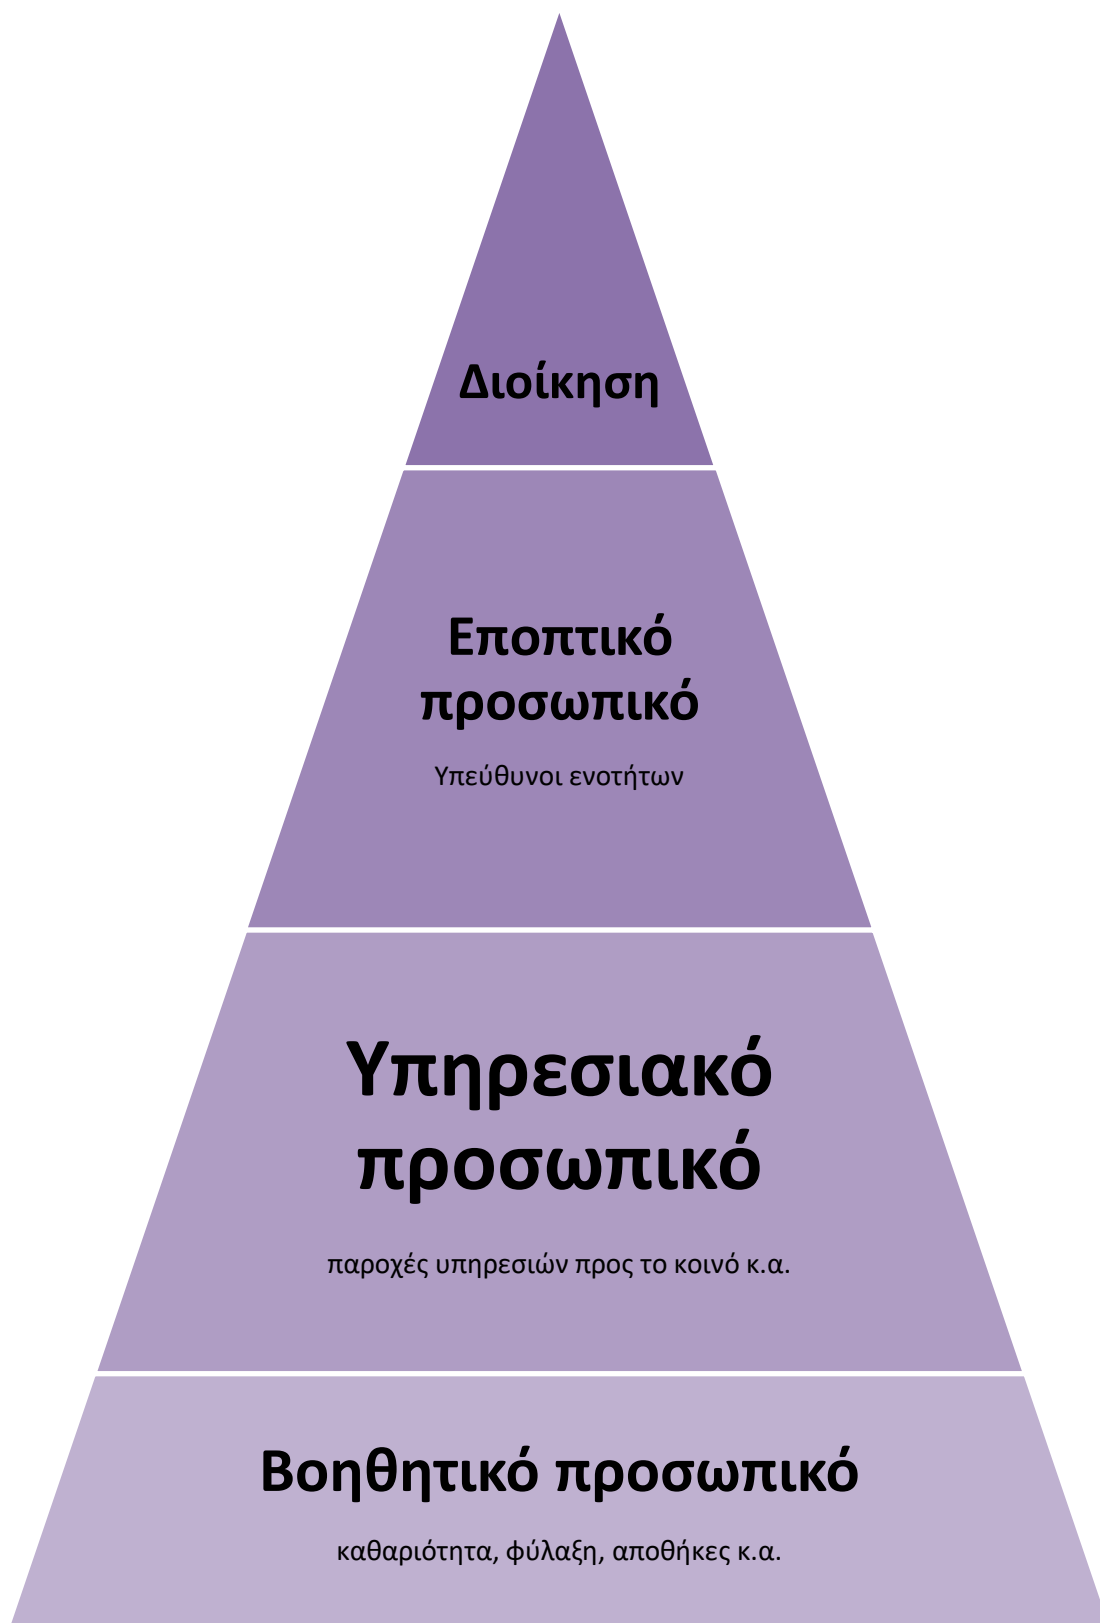 Διοίκηση
Εποπτικό
προσωπικό
Υπεύθυνοι ενοτήτων
Υπηρεσιακό
προσωπικό
παροχές υπηρεσιών προς το κοινό κ.α.
Βοηθητικό προσωπικό
καθαριότητα, φύλαξη, αποθήκες κ.α.